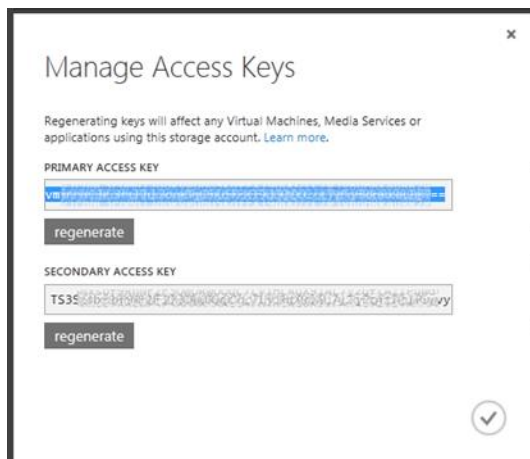 Manage Access Keys
Regenerating keys will affect any Virtual Machines, Media Services or
applications using this storage account. Learn more.
PRIMARY ACCESS KEY
regenerate
SECONDARY ACCESS KEY
regenerate